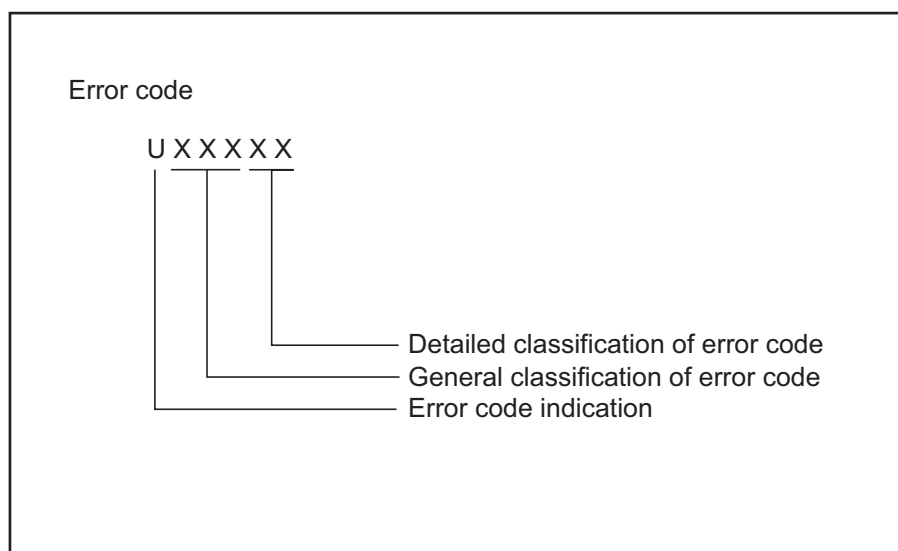 Error code
U X X X X X
Detailed classification of error code
General classification of error code
Error code indication